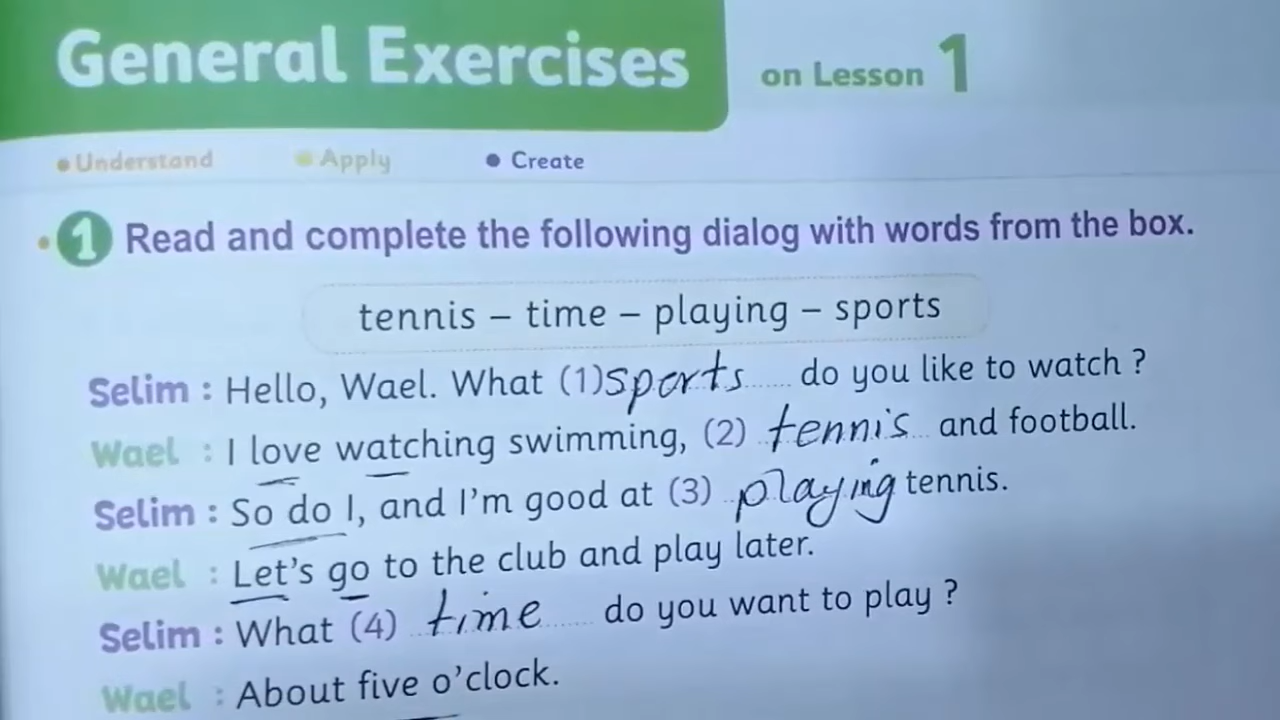 General Exercises on Lesson 1
• Understand • Apply • Create
• 1 Read and complete the following dialog with words from the box.
tennis – time – playing – sports
Selim : Hello, Wael. What (1) sports ...... do you like to watch ?
Wael : I love watching swimming, (2) tennis and football.
Selim : So do I, and I'm good at (3) playing tennis.
Wael : Let's go to the club and play later.
Selim : What (4) time ...... do you want to play ?
Wael : About five o'clock.